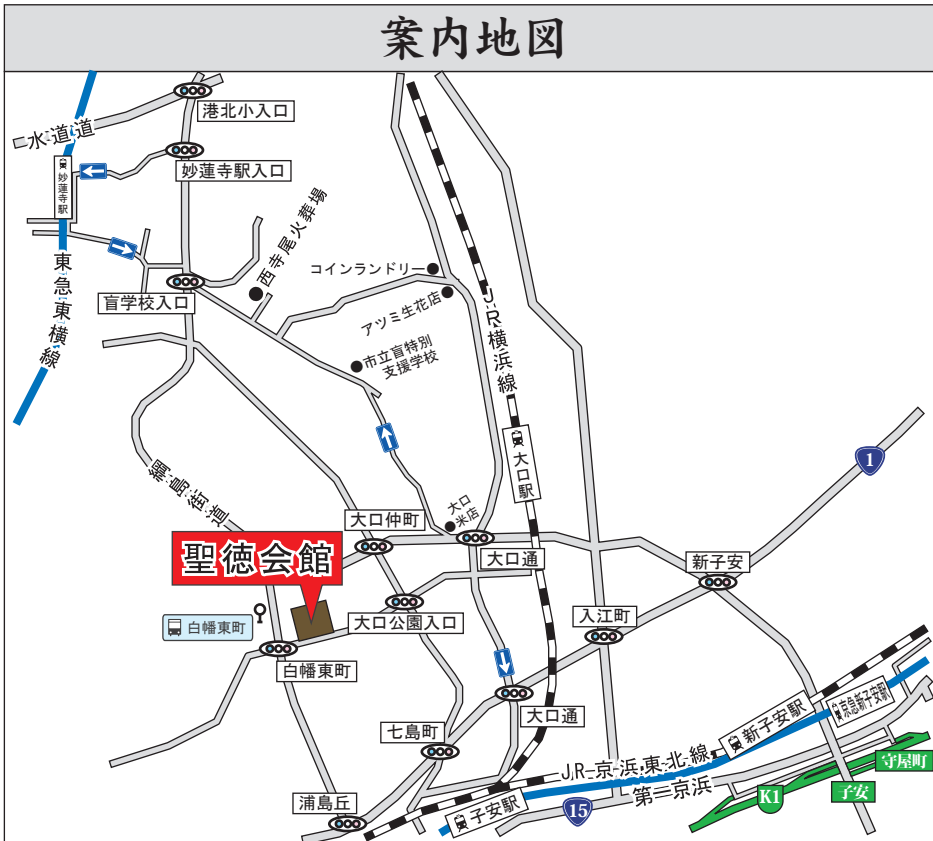 案内地図
港北小入口
水道道
妙蓮寺駅入口
妙蓮寺駅
東急東横線
西寺尾火葬場
盲学校入口
コインランドリー
アツミ生花店
JR横浜線
市立盲特別
支援学校
大口駅
1
綱島街道
大口
米店
大口仲町
大口通
新子安
聖徳会館
白幡東町
大口公園入口
入江町
白幡東町
大口通
七島町
新子安駅
京急新子安駅
JR京浜東北線
第二京浜
守屋町
子安
K1
浦島丘
子安駅
15